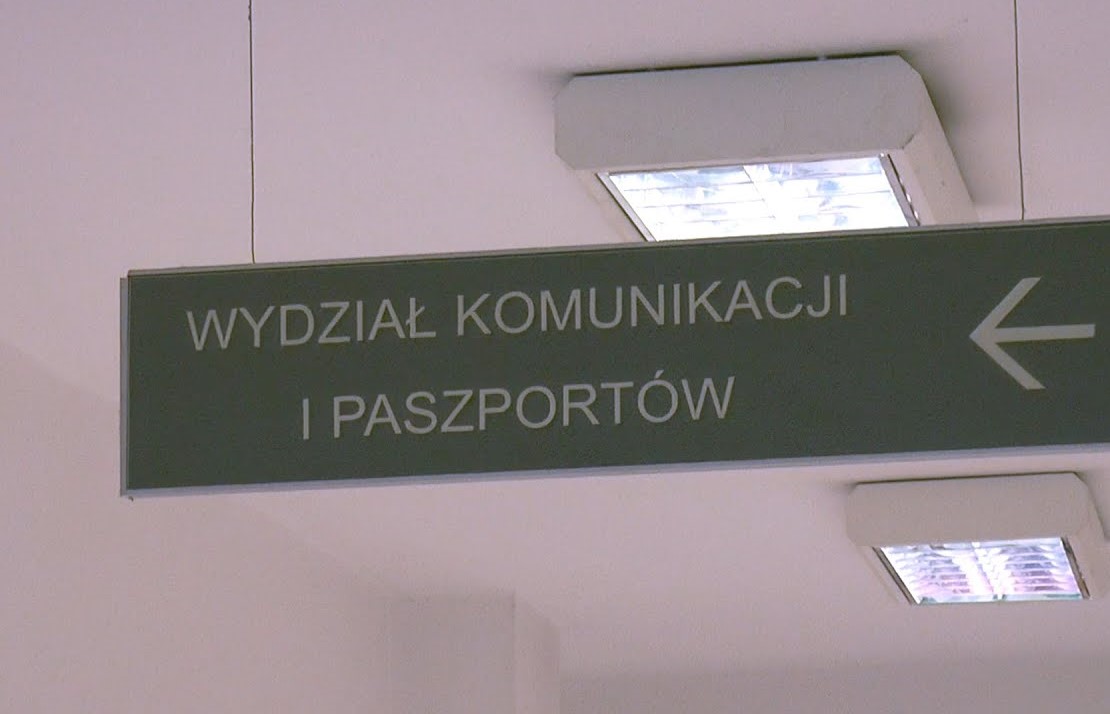 WYDZIAŁ KOMUNIKACJI
I PASZPORTÓW